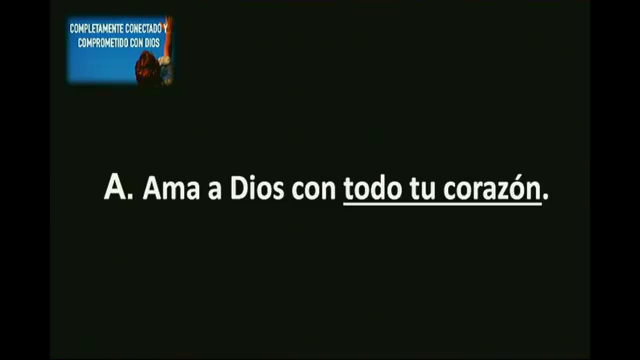 COMPLETAMENTE CONECTADO Y
COMPROMETIDO CON DIOS
A. Ama a Dios con todo tu corazón.